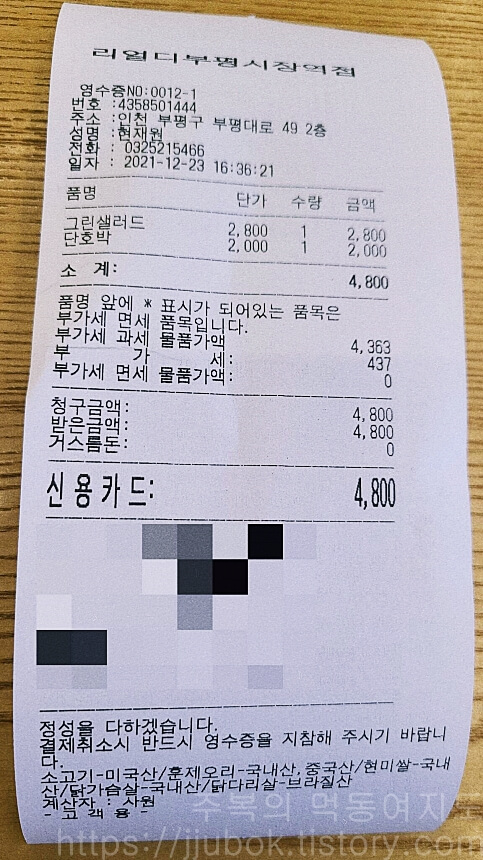 리얼디부평시장역점
영수증NO:0012-1
번호 :4358501444
주소 :인천 부평구 부평대로 49 2층
성명 :현재원
전화 : 0325215466
일자 : 2021-12-23 16:36:21
품명 단가 수량 금액
그린샐러드 2,800 1 2,800
단호박 2,000 1 2,000
소 계: 4,800
품명 앞에 * 표시가 되어있는 품목은
부가세 면세 품목입니다.
부가세 과세 물품가액 4,363
부 가 세: 437
부가세 면세 물품가액: 0
청구금액: 4,800
받은금액: 4,800
거스름돈: 0
신용카드: 4,800
정성을 다하겠습니다.
결제취소시 반드시 영수증을 지참해 주시기 바랍니
다.
소고기-미국산/훈제오리-국내산,중국산/현미쌀-국내
산/닭가슴살-국내산/닭다리살-브라질산
계산자 : 사원
- 고 객 용 -
주복의 먹동여지도
https://jjubok.tistory.com